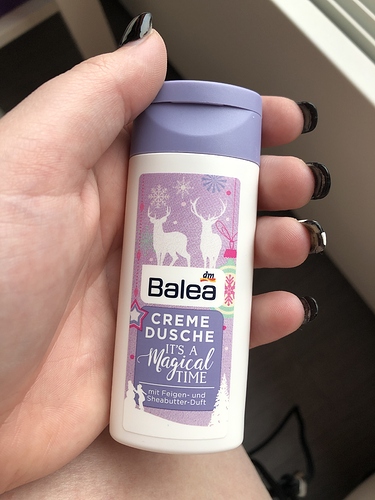 dm
Balea
CREME
DUSCHE
IT'S A
Magical
TIME
mit Feigen- und
Sheabutter-Duft